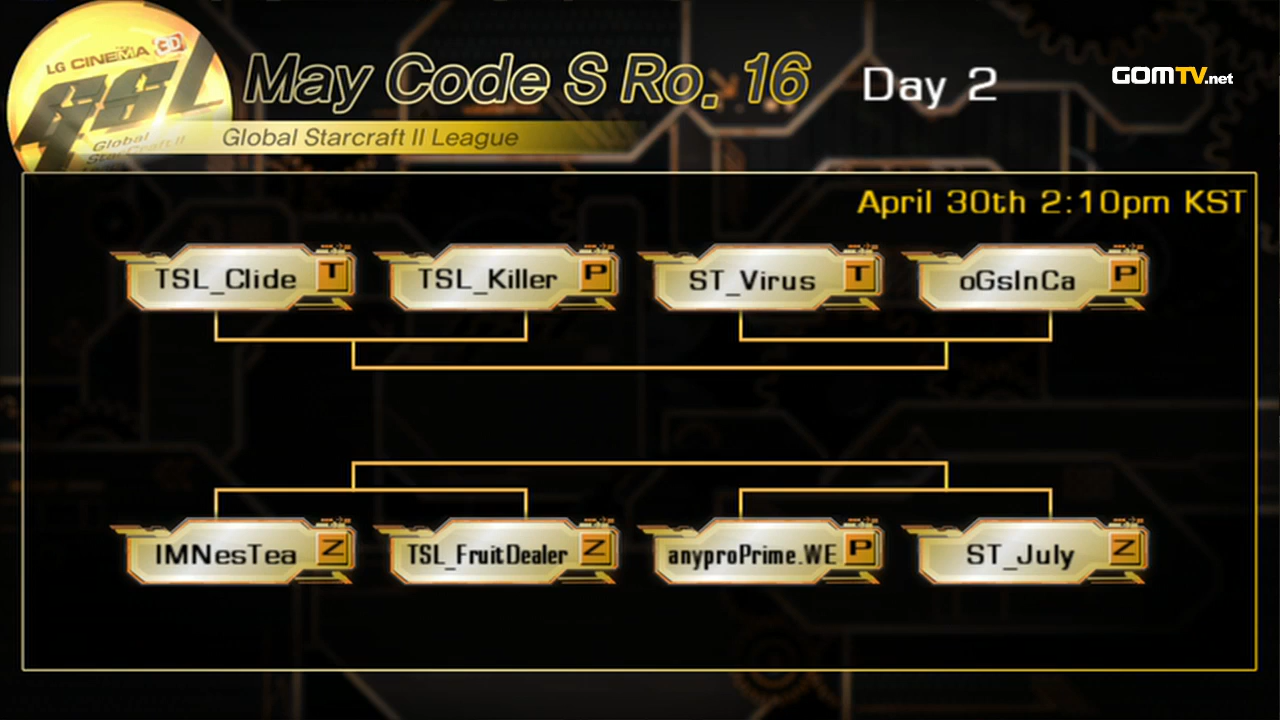 LG CINEMA 3D
GSL
Global
StarCraft II
May Code S Ro. 16
Day 2
GOMTV.net
Global Starcraft II League
April 30th 2:10pm KST
TSL_Clide T
TSL_Killer P
ST_Virus T
oGsInCa P
IMNesTea Z
TSL_FruitDealer Z
anyproPrime.WE P
ST_July Z